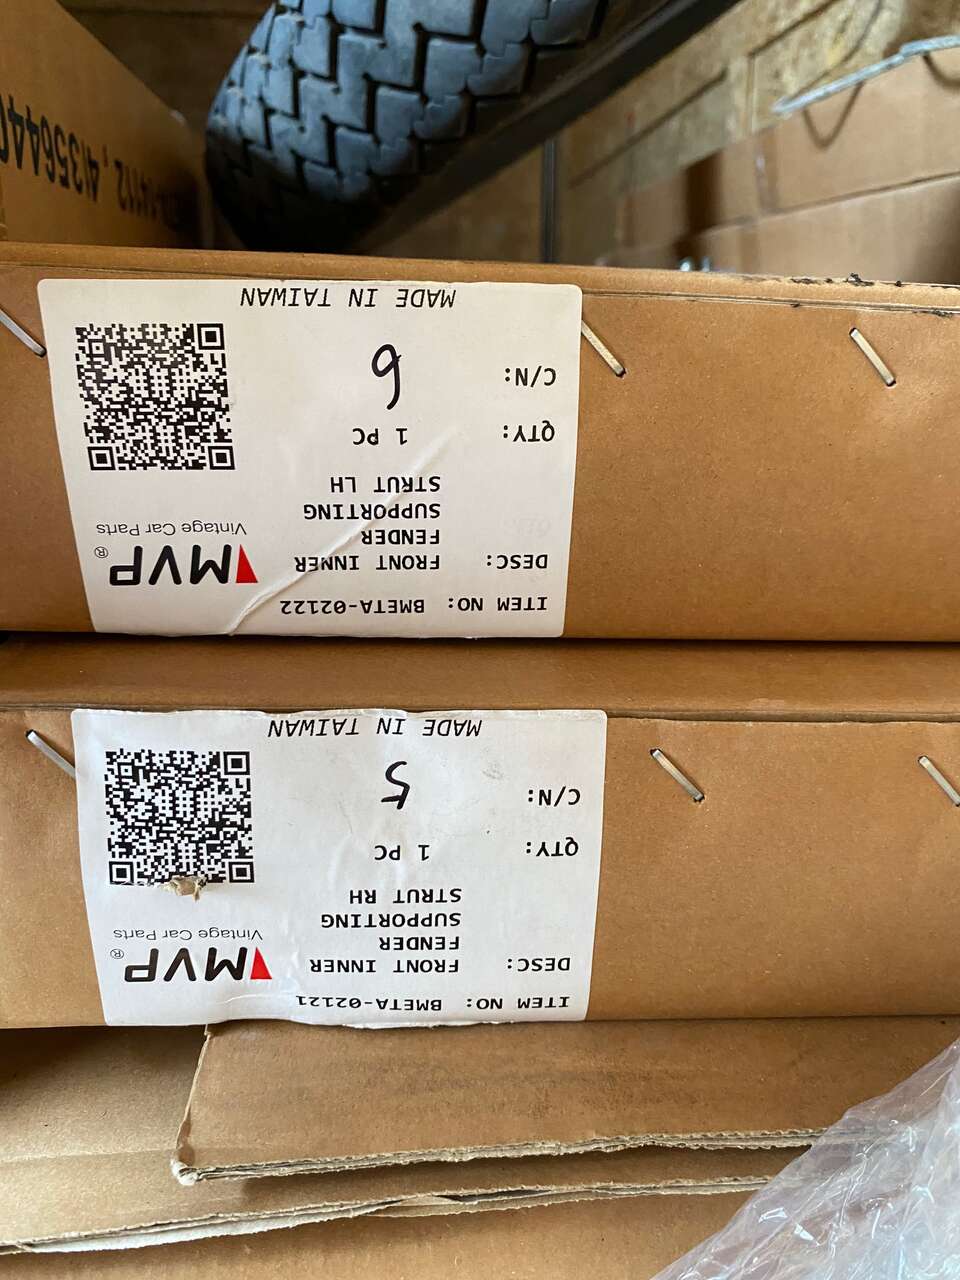 ITEM NO: BMETA-02121
DESC: FRONT INNER
FENDER
SUPPORTING
STRUT RH
QTY: 1 PC
C/N: 5
MADE IN TAIWAN
MVP®
Vintage Car Parts
ITEM NO: BMETA-02122
DESC: FRONT INNER
FENDER
SUPPORTING
STRUT LH
QTY: 1 PC
C/N: 6
MADE IN TAIWAN
MVP®
Vintage Car Parts